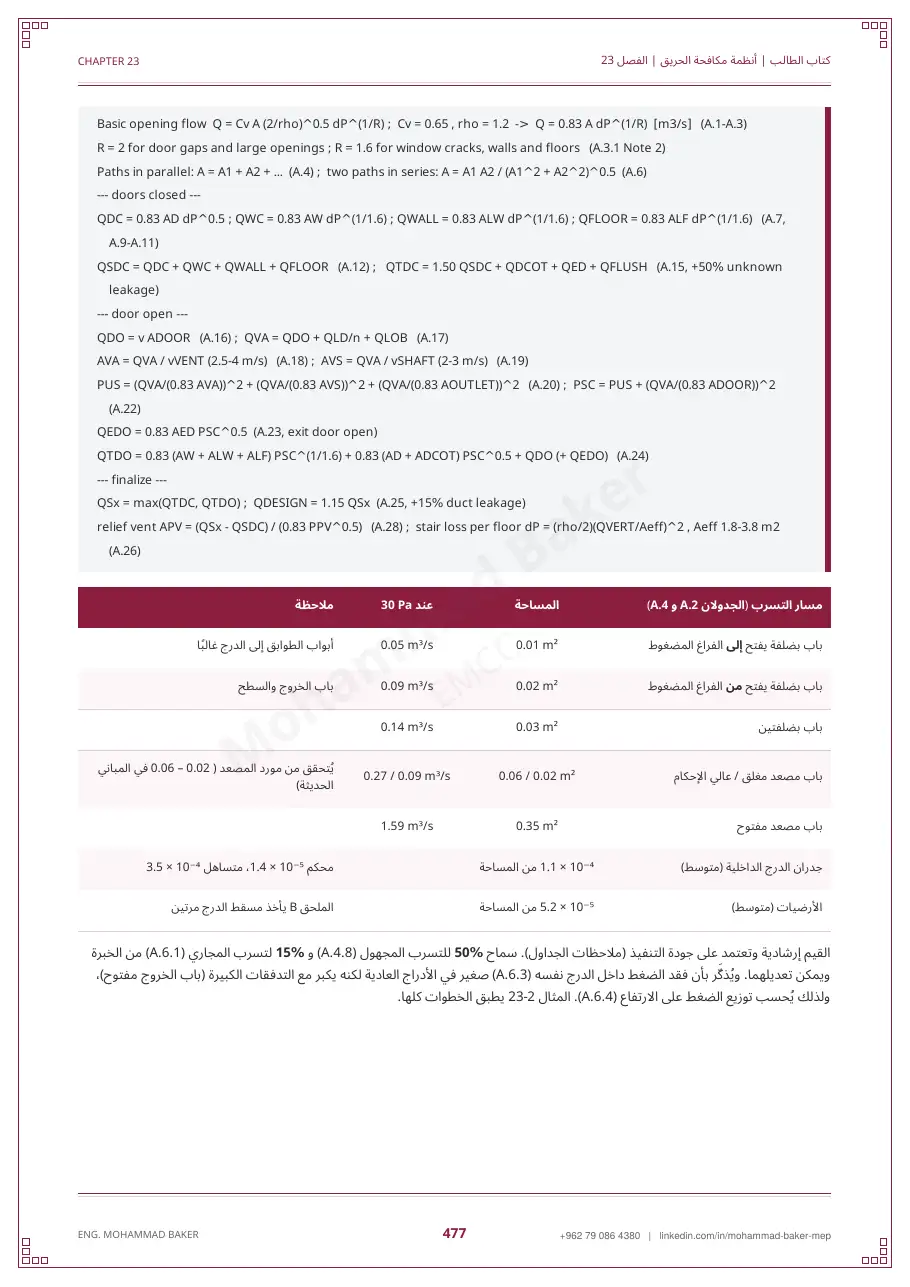 CHAPTER 23
كتاب الطالب | أنظمة مكافحة الحريق | الفصل 23
Basic opening flow Q = Cv A (2/rho)^0.5 dP^(1/R) ; Cv = 0.65 , rho = 1.2 -> Q = 0.83 A dP^(1/R) [m3/s] (A.1-A.3)
R = 2 for door gaps and large openings ; R = 1.6 for window cracks, walls and floors (A.3.1 Note 2)
Paths in parallel: A = A1 + A2 + ... (A.4) ; two paths in series: A = A1 A2 / (A1^2 + A2^2)^0.5 (A.6)
--- doors closed ---
QDC = 0.83 AD dP^0.5 ; QWC = 0.83 AW dP^(1/1.6) ; QWALL = 0.83 ALW dP^(1/1.6) ; QFLOOR = 0.83 ALF dP^(1/1.6) (A.7,
A.9-A.11)
QSDC = QDC + QWC + QWALL + QFLOOR (A.12) ; QTDC = 1.50 QSDC + QDCOT + QED + QFLUSH (A.15, +50% unknown
leakage)
--- door open ---
QDO = v ADOOR (A.16) ; QVA = QDO + QLD/n + QLOB (A.17)
AVA = QVA / vVENT (2.5-4 m/s) (A.18) ; AVS = QVA / vSHAFT (2-3 m/s) (A.19)
PUS = (QVA/(0.83 AVA))^2 + (QVA/(0.83 AVS))^2 + (QVA/(0.83 AOUTLET))^2 (A.20) ; PSC = PUS + (QVA/(0.83 ADOOR))^2
(A.22)
QEDO = 0.83 AED PSC^0.5 (A.23, exit door open)
QTDO = 0.83 (AW + ALW + ALF) PSC^(1/1.6) + 0.83 (AD + ADCOT) PSC^0.5 + QDO (+ QEDO) (A.24)
--- finalize ---
QSx = max(QTDC, QTDO) ; QDESIGN = 1.15 QSx (A.25, +15% duct leakage)
relief vent APV = (QSx - QSDC) / (0.83 PPV^0.5) (A.28) ; stair loss per floor dP = (rho/2)(QVERT/Aeff)^2 , Aeff 1.8-3.8 m2
(A.26)
مسار التسرب (الجدولان A.2 و A.4) المساحة عند 30 Pa ملاحظة
باب بضلفة يفتح إلى الفراغ المضغوط 0.01 m² 0.05 m³/s أبواب الطوابق إلى الدرج غالبًا
باب بضلفة يفتح من الفراغ المضغوط 0.02 m² 0.09 m³/s باب الخروج والسطح
باب بضلفتين 0.03 m² 0.14 m³/s
باب مصعد مغلق / عالي الإحكام 0.06 / 0.02 m² 0.27 / 0.09 m³/s يُتحقق من مورد المصعد ( 0.02 – 0.06 في المباني
الحديثة)
باب مصعد مفتوح 0.35 m² 1.59 m³/s
جدران الدرج الداخلية (متوسط) 1.1 × 10⁻⁴ من المساحة محكم 1.4 × 10⁻⁵، متساهل 3.5 × 10⁻⁴
الأرضيات (متوسط) 5.2 × 10⁻⁵ من المساحة الملحق B يأخذ مسقط الدرج مرتين
القيم إرشادية وتعتمد على جودة التنفيذ (ملاحظات الجداول). سماح 50% للتسرب المجهول (A.4.8) و 15% لتسرب المجاري (A.6.1) من الخبرة
ويمكن تعديلهما. ويُذكَّر بأن فقد الضغط داخل الدرج نفسه (A.6.3) صغير في الأدراج العادية لكنه يكبر مع التدفقات الكبيرة (باب الخروج مفتوح)،
ولذلك يُحسب توزيع الضغط على الارتفاع (A.6.4). المثال 2-23 يطبق الخطوات كلها.
Mohammad Baker
ENG. MOHAMMAD BAKER
477
+962 79 086 4380 | linkedin.com/in/mohammad-baker-mep